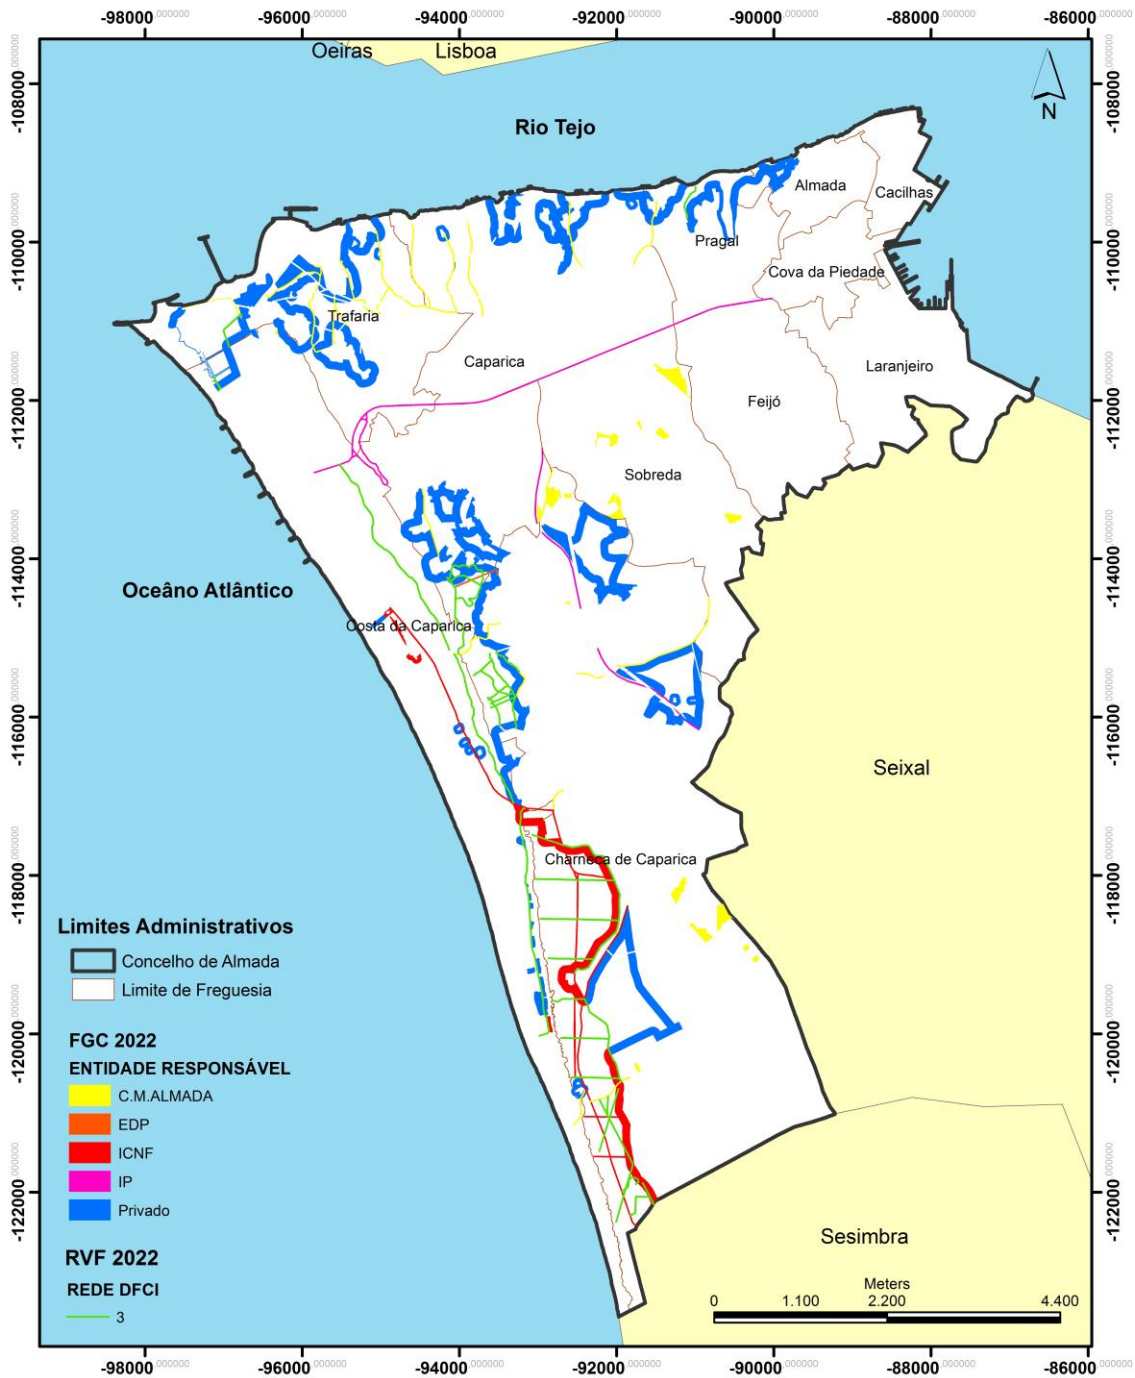 -98000,000000 -96000,000000 -94000,000000 -92000,000000 -90000,000000 -88000,000000 -86000,000000
Oeiras Lisboa
N
Rio Tejo
Almada
Cacilhas
Pragal
Cova da Piedade
Trafaria
Caparica
Laranjeiro
Feijó
Sobreda
Oceâno Atlântico
Costa da Caparica
Seixal
Charneca de Caparica
Sesimbra
Limites Administrativos
Concelho de Almada
Limite de Freguesia
FGC 2022
ENTIDADE RESPONSÁVEL
C.M.ALMADA
EDP
ICNF
IP
Privado
RVF 2022
REDE DFCI
3
Meters
0 1.100 2.200 4.400
-108000,000000
-110000,000000
-112000,000000
-114000,000000
-116000,000000
-118000,000000
-120000,000000
-122000,000000
-108000,000000
-110000,000000
-112000,000000
-114000,000000
-116000,000000
-118000,000000
-120000,000000
-122000,000000
-98000,000000 -96000,000000 -94000,000000 -92000,000000 -90000,000000 -88000,000000 -86000,000000